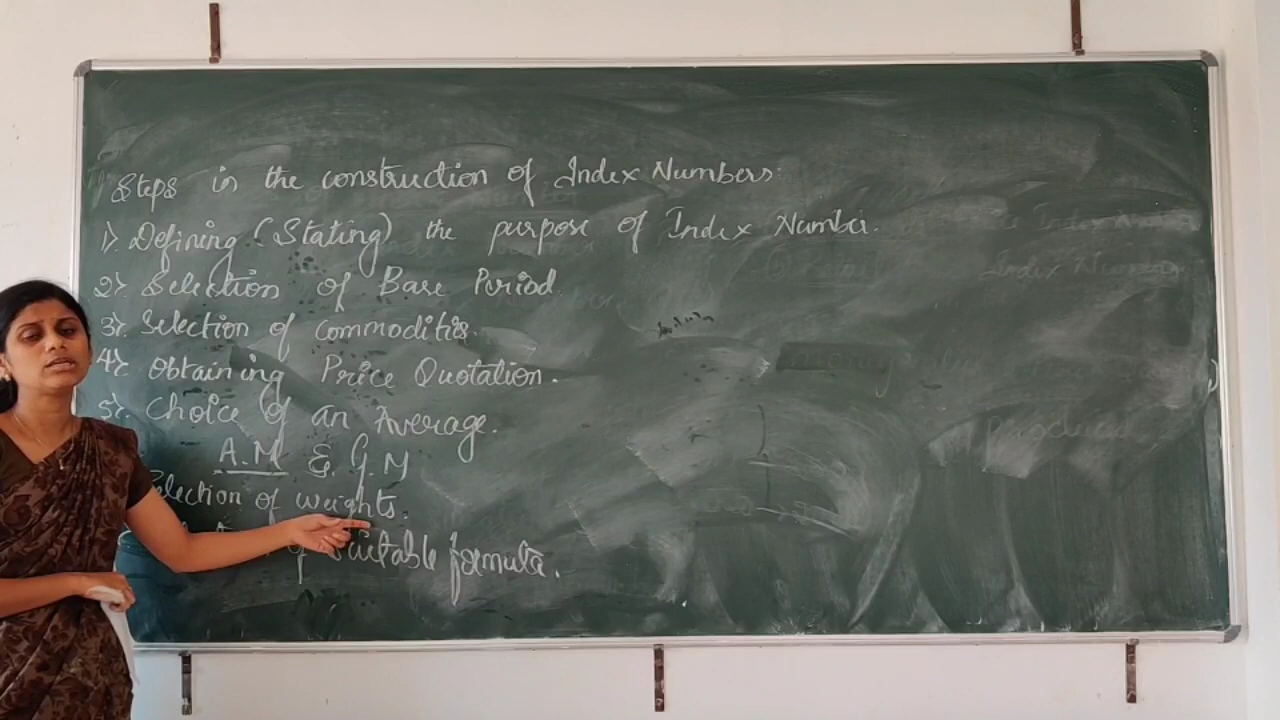 Steps in the construction of Index Numbers:
1). Defining (Stating) the purpose of Index Number.
2). Selection of Base Period.
3). Selection of commodities.
4). Obtaining Price Quotation.
5). Choice of an Average.
A.M & G.M
Selection of weights.
of Suitable formula.